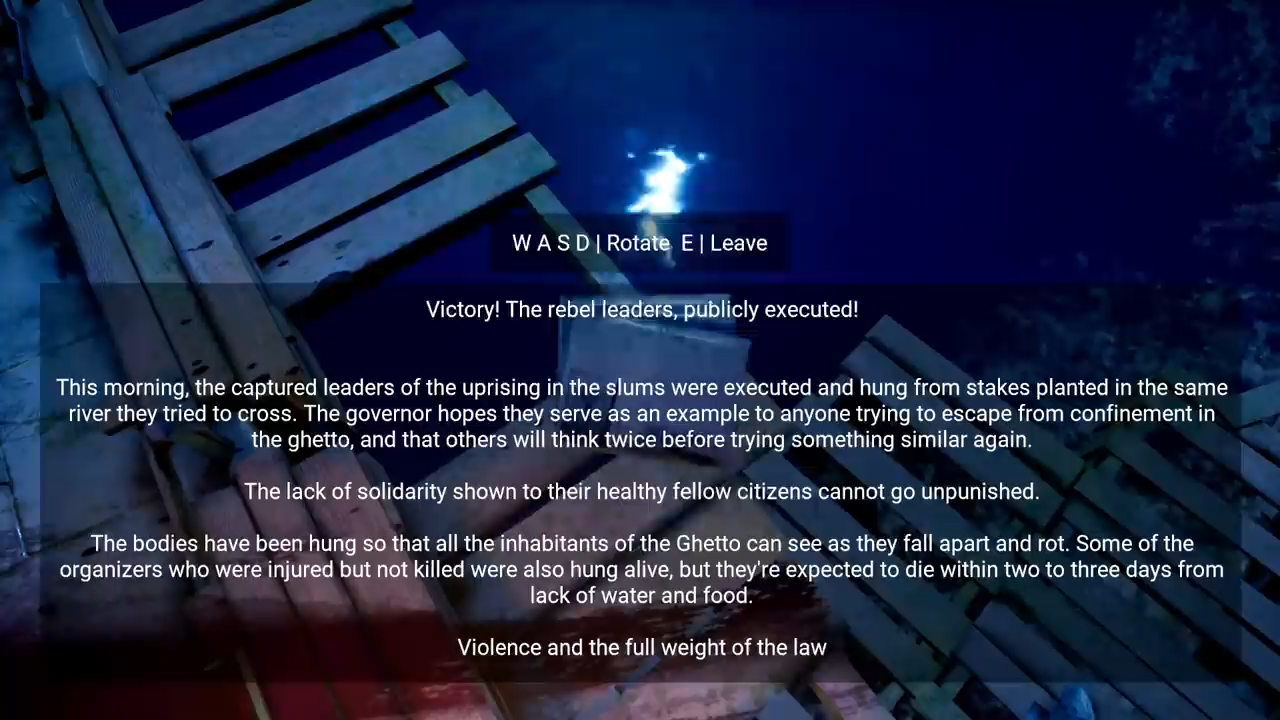 W A S D | Rotate  E | Leave
Victory! The rebel leaders, publicly executed!
This morning, the captured leaders of the uprising in the slums were executed and hung from stakes planted in the same
river they tried to cross. The governor hopes they serve as an example to anyone trying to escape from confinement in
the ghetto, and that others will think twice before trying something similar again.
The lack of solidarity shown to their healthy fellow citizens cannot go unpunished.
The bodies have been hung so that all the inhabitants of the Ghetto can see as they fall apart and rot. Some of the
organizers who were injured but not killed were also hung alive, but they're expected to die within two to three days from
lack of water and food.
Violence and the full weight of the law